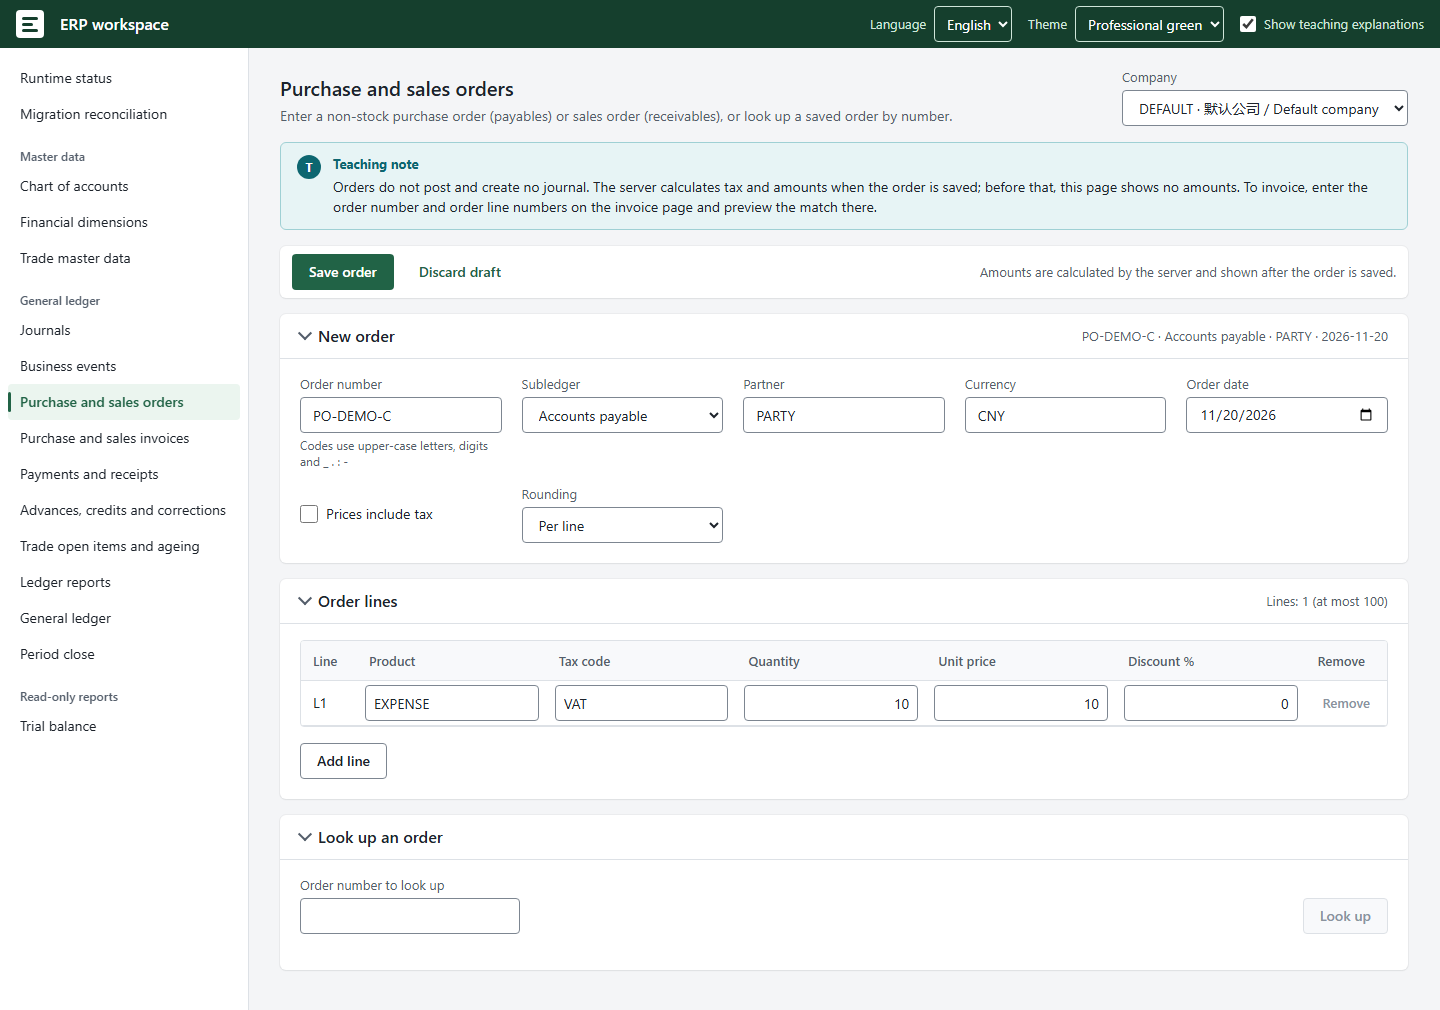 ERP workspace
Language English Theme Professional green Show teaching explanations
Runtime status
Migration reconciliation
Master data
Chart of accounts
Financial dimensions
Trade master data
General ledger
Journals
Business events
Purchase and sales orders
Purchase and sales invoices
Payments and receipts
Advances, credits and corrections
Trade open items and ageing
Ledger reports
General ledger
Period close
Read-only reports
Trial balance
Purchase and sales orders
Enter a non-stock purchase order (payables) or sales order (receivables), or look up a saved order by number.
Company
DEFAULT · 默认公司 / Default company
T
Teaching note
Orders do not post and create no journal. The server calculates tax and amounts when the order is saved; before that, this page shows no amounts. To invoice, enter the
order number and order line numbers on the invoice page and preview the match there.
Save order Discard draft Amounts are calculated by the server and shown after the order is saved.
New order PO-DEMO-C · Accounts payable · PARTY · 2026-11-20
Order number Subledger Partner Currency Order date
PO-DEMO-C Accounts payable PARTY CNY 11/20/2026
Codes use upper-case letters, digits
and _ . : -
Prices include tax
Rounding
Per line
Order lines Lines: 1 (at most 100)
Line Product Tax code Quantity Unit price Discount % Remove
L1 EXPENSE VAT 10 10 0 Remove
Add line
Look up an order
Order number to look up
Look up